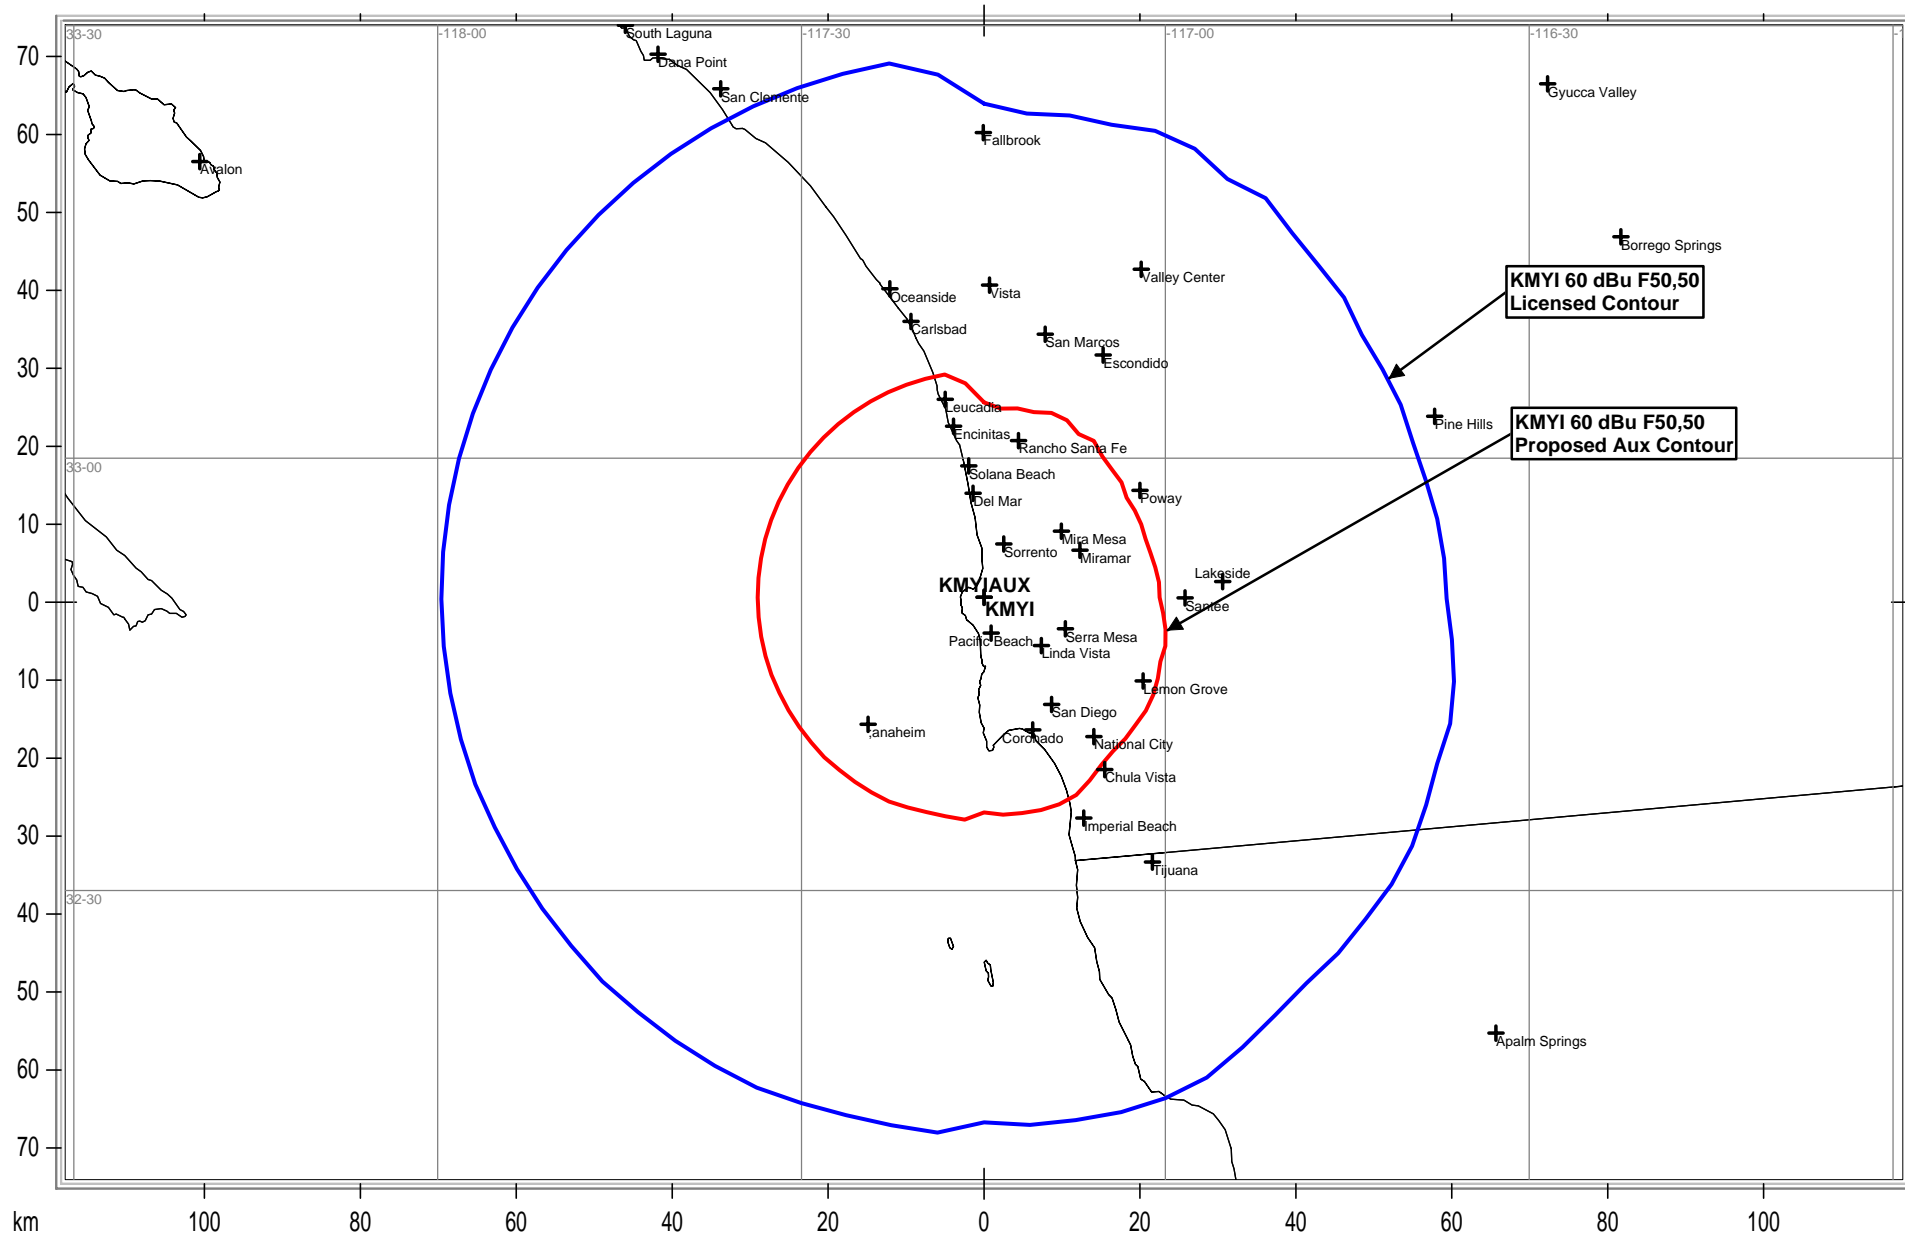 33-30
-118-00
-117-30
-117-00
-116-30
70
60
50
40
30
20
10
0
10
20
30
40
50
60
70
South Laguna
Dana Point
San Clemente
Gyucca Valley
Fallbrook
Avalon
Borrego Springs
Valley Center
KMYI 60 dBu F50,50
Licensed Contour
Oceanside
Vista
Carlsbad
San Marcos
Escondido
Leucadia
Pine Hills
KMYI 60 dBu F50,50
Proposed Aux Contour
Encinitas
Rancho Santa Fe
33-00
Solana Beach
Del Mar
Poway
Mira Mesa
Sorrento
Miramar
Lakeside
KMYIAUX
KMYI
Santee
Pacific Beach
Serra Mesa
Linda Vista
Lemon Grove
San Diego
,anaheim
Coronado
National City
Chula Vista
Imperial Beach
Tijuana
32-30
Apalm Springs
km
100
80
60
40
20
0
20
40
60
80
100